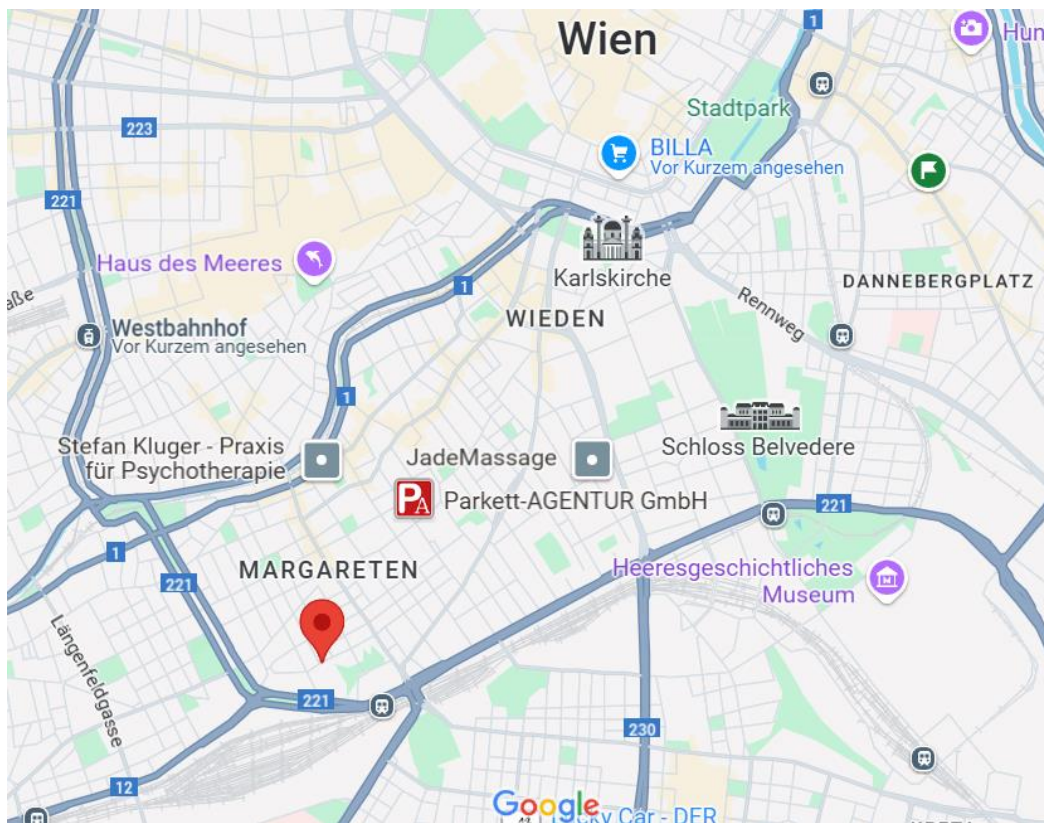 Wien
1
Hun
Stadtpark
223
BILLA
Vor Kurzem angesehen
221
Haus des Meeres
Karlskirche
1
DANNEBERGPLATZ
aße
WIEDEN
Rennweg
Westbahnhof
Vor Kurzem angesehen
1
Stefan Kluger - Praxis
für Psychotherapie
JadeMassage
Schloss Belvedere
PA
Parkett-AGENTUR GmbH
221
1
MARGARETEN
221
Heeresgeschichtliches
Museum
M
Längenfeldgasse
221
230
12
Google
cky Car - DER